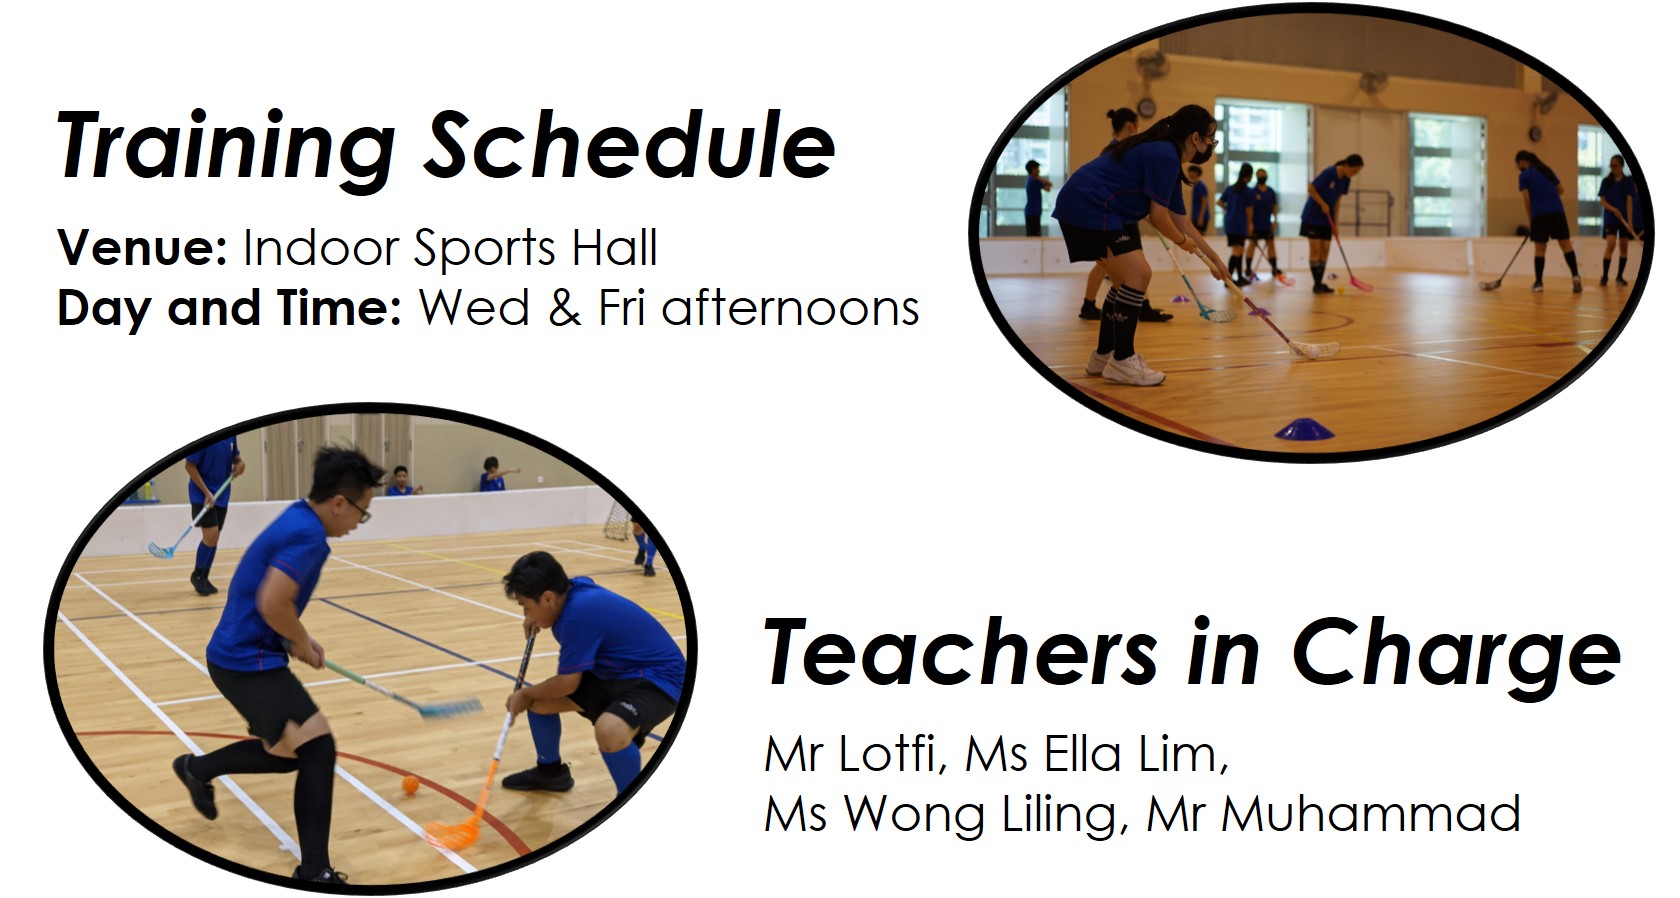 Training Schedule
Venue: Indoor Sports Hall
Day and Time: Wed & Fri afternoons
Teachers in Charge
Mr Lotfi, Ms Ella Lim,
Ms Wong Liling, Mr Muhammad